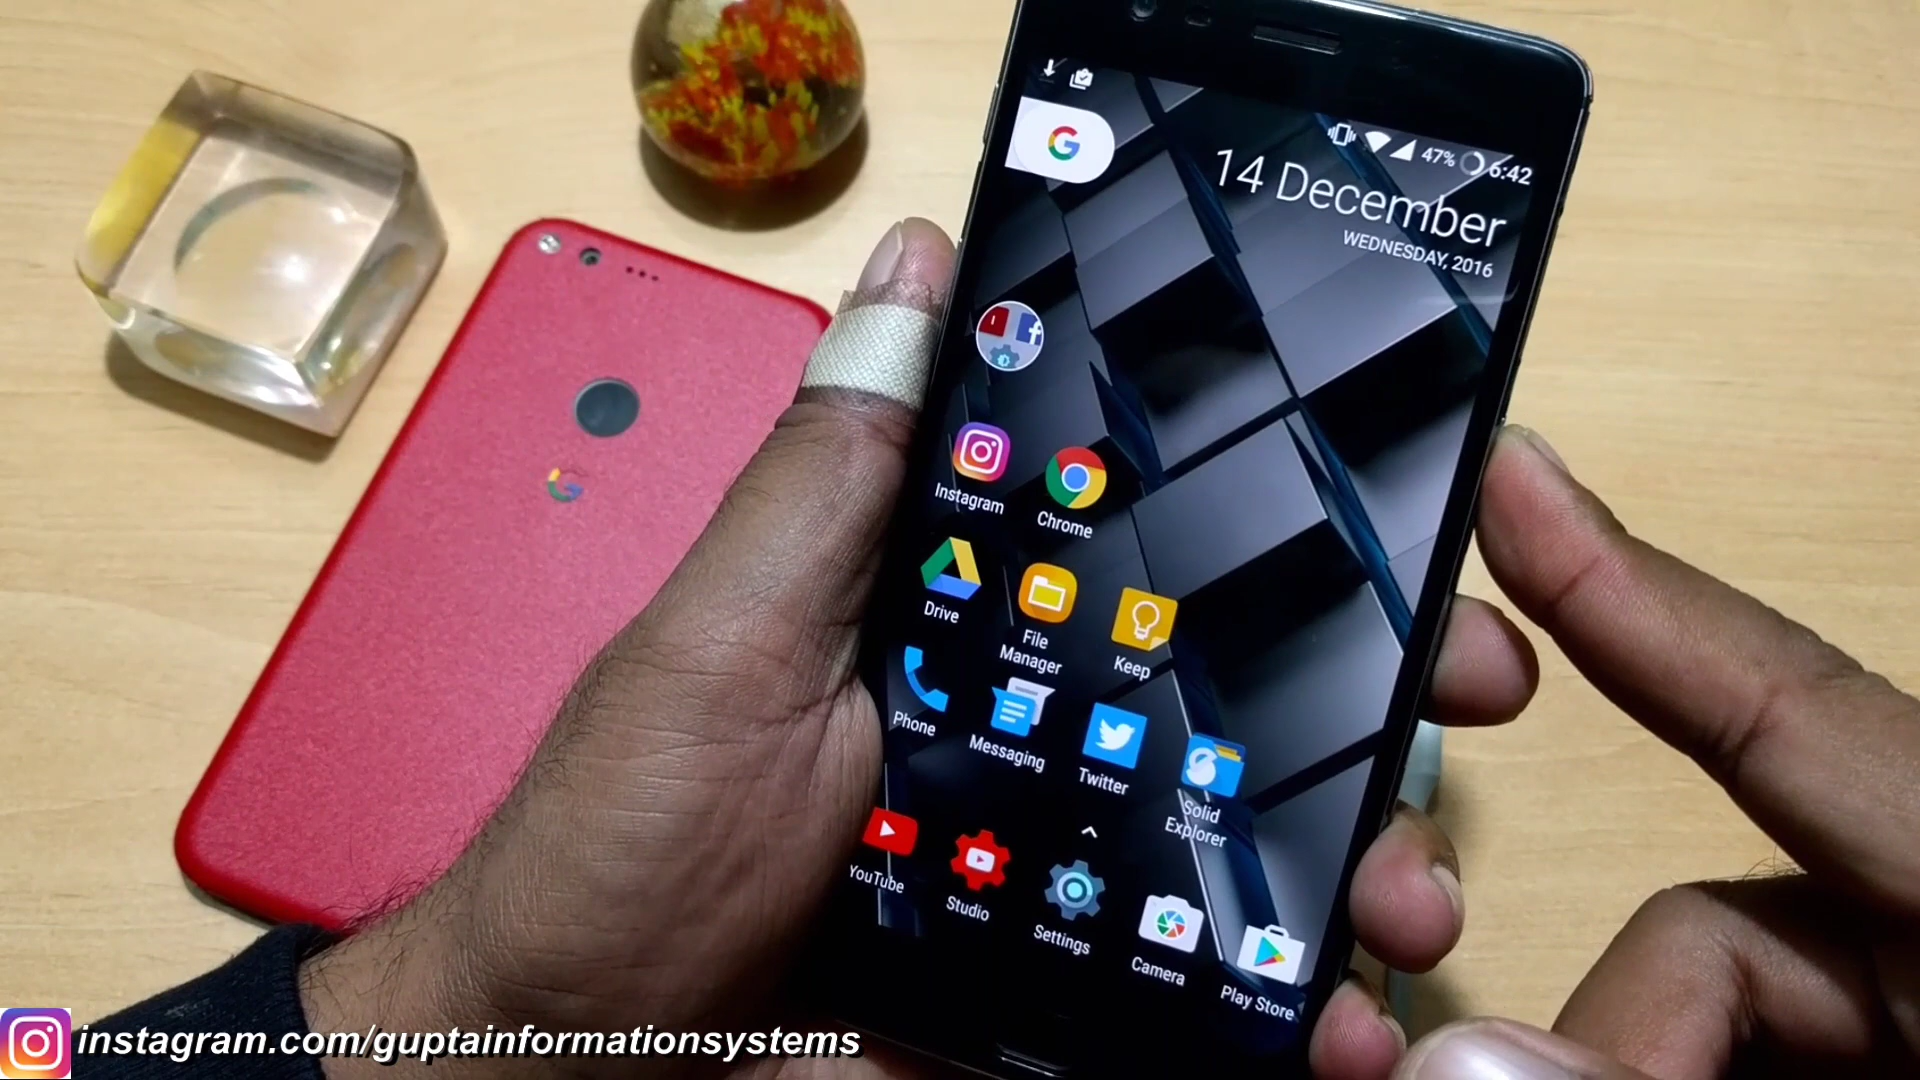 47% 6:42
14 December
WEDNESDAY, 2016
Instagram
Chrome
Drive
File
Manager
Keep
Phone
Messaging
Twitter
Solid
Explorer
YouTube
Studio
Settings
Camera
Play Store
instagram.com/guptainformationsystems